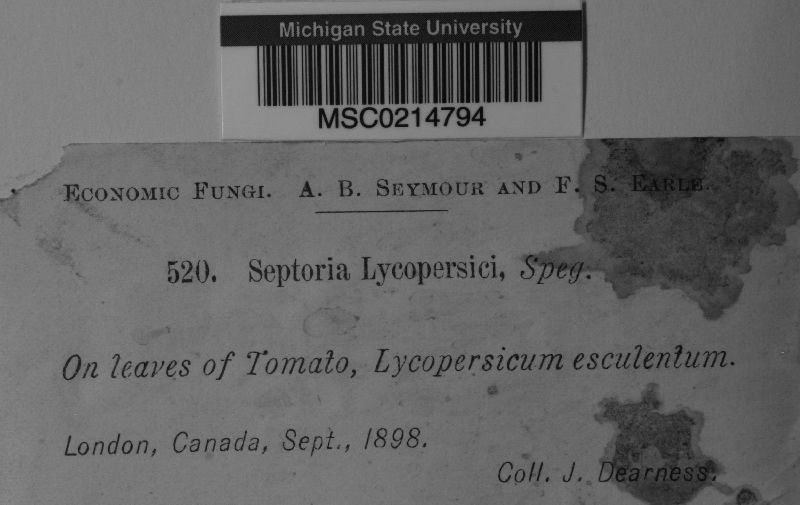 Michigan State University
MSC0214794
Economic Fungi. A. B. Seymour and F. S. Earle.
520. Septoria Lycopersici, Speg.
On leaves of Tomato, Lycopersicum esculentum.
London, Canada, Sept., 1898.
Coll. J. Dearness.